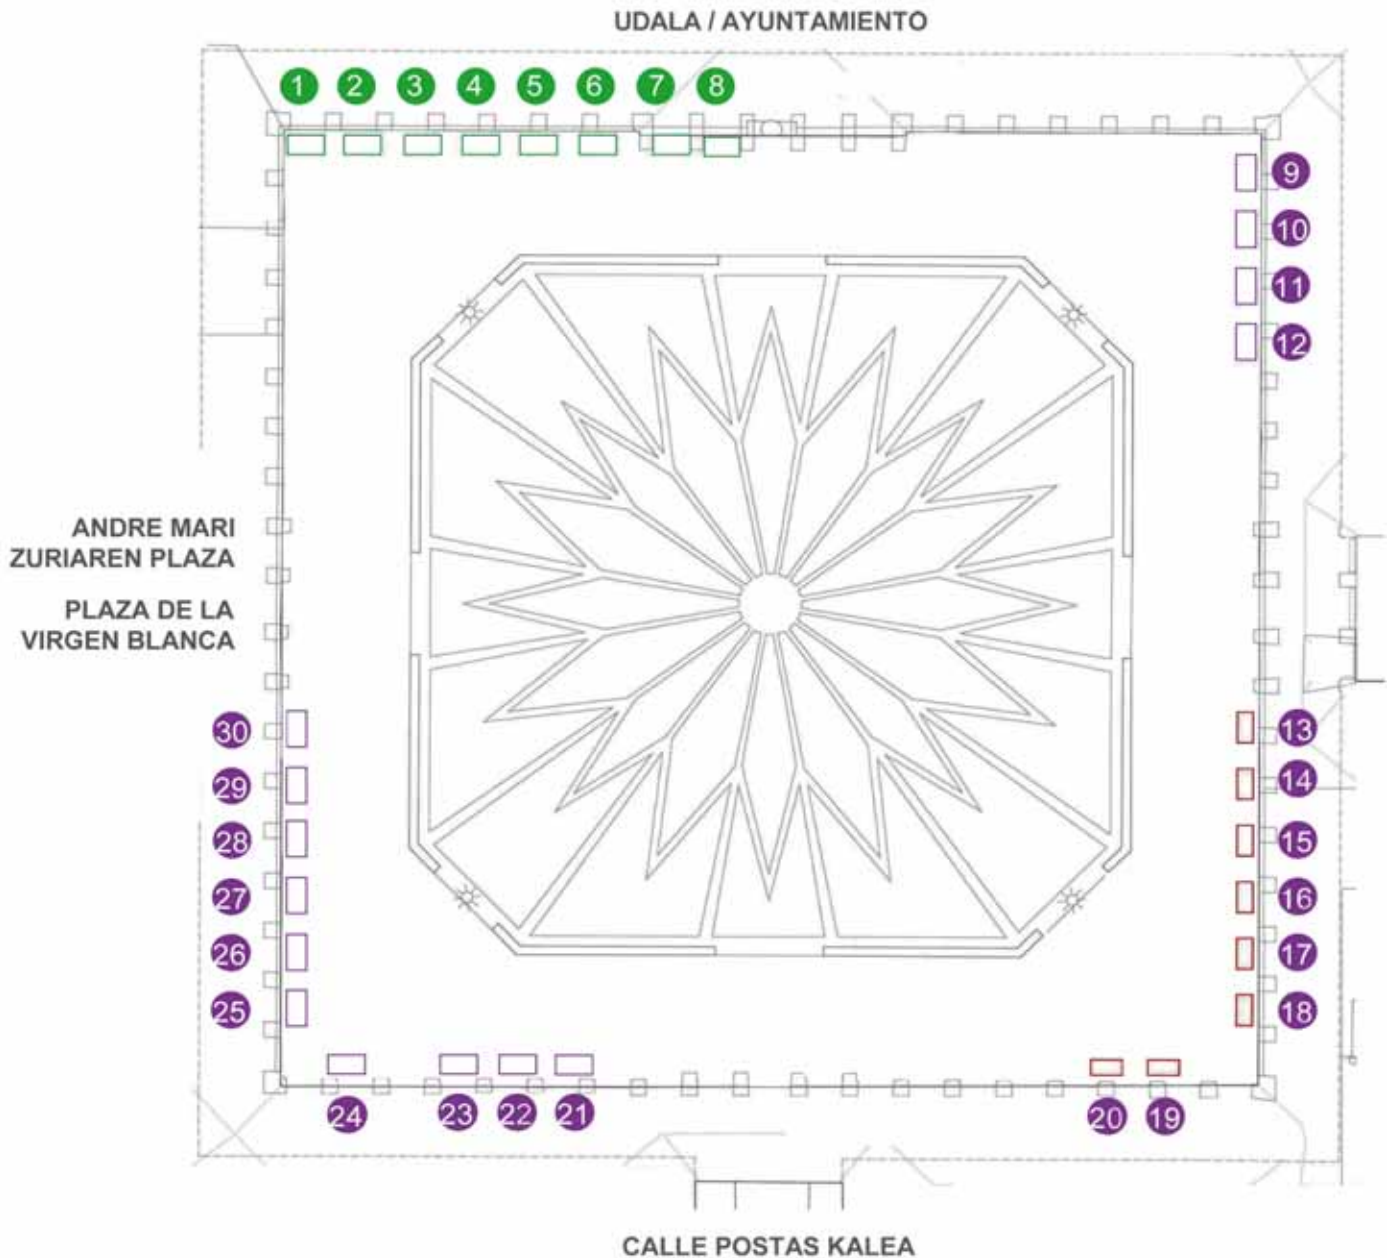 UDALA / AYUNTAMIENTO
1 2 3 4 5 6 7 8
9
10
11
12
ANDRE MARI
ZURIAREN PLAZA
PLAZA DE LA
VIRGEN BLANCA
30 13
29 14
28 15
27 16
26 17
25 18
24 23 22 21 20 19
CALLE POSTAS KALEA